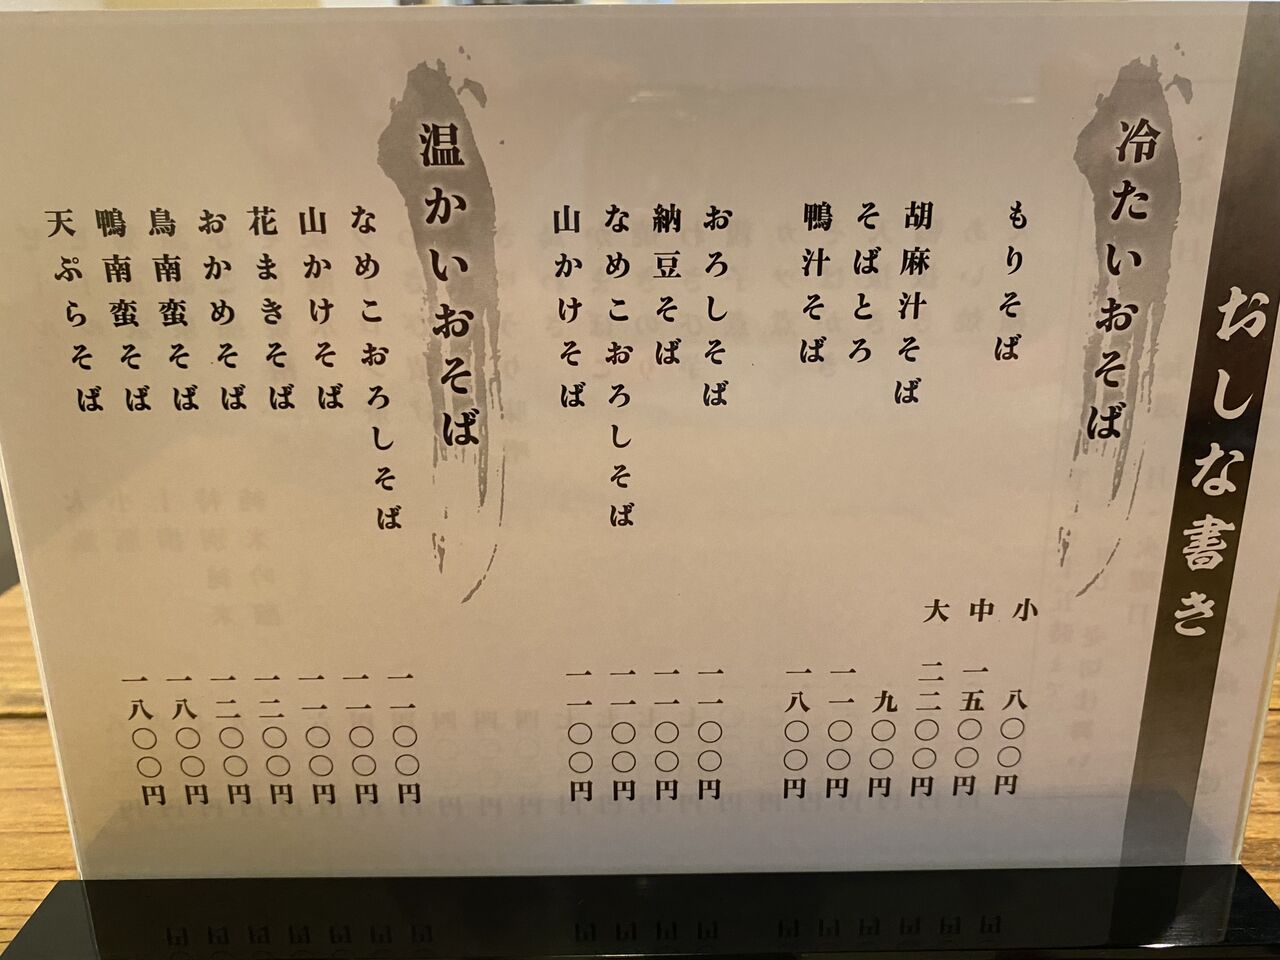 おしな書き
冷たいおそば
もりそば 小 八〇〇円
中 一五〇〇円
大 二二〇〇円
胡麻汁そば 九〇〇円
そばとろ 一一〇〇円
鴨汁そば 一八〇〇円
おろしそば 一一〇〇円
納豆そば 一一〇〇円
なめこおろしそば 一一〇〇円
山かけそば 一一〇〇円
温かいおそば
なめこおろしそば 一一〇〇円
山かけそば 一一〇〇円
花まきそば 一一〇〇円
おかめそば 一二〇〇円
鳥南蛮そば 一二〇〇円
鴨南蛮そば 一八〇〇円
天ぷらそば 一八〇〇円